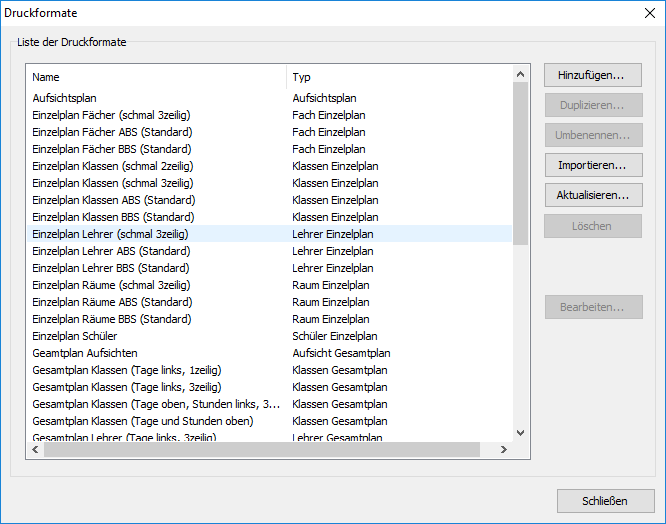 Druckformate
Liste der Druckformate
Name Typ
Aufsichtsplan Aufsichtsplan
Einzelplan Fächer (schmal 3zeilig) Fach Einzelplan
Einzelplan Fächer ABS (Standard) Fach Einzelplan
Einzelplan Fächer BBS (Standard) Fach Einzelplan
Einzelplan Klassen (schmal 2zeilig) Klassen Einzelplan
Einzelplan Klassen (schmal 3zeilig) Klassen Einzelplan
Einzelplan Klassen ABS (Standard) Klassen Einzelplan
Einzelplan Klassen BBS (Standard) Klassen Einzelplan
Einzelplan Lehrer (schmal 3zeilig) Lehrer Einzelplan
Einzelplan Lehrer ABS (Standard) Lehrer Einzelplan
Einzelplan Lehrer BBS (Standard) Lehrer Einzelplan
Einzelplan Räume (schmal 3zeilig) Raum Einzelplan
Einzelplan Räume ABS (Standard) Raum Einzelplan
Einzelplan Räume BBS (Standard) Raum Einzelplan
Einzelplan Schüler Schüler Einzelplan
Geamtplan Aufsichten Aufsicht Gesamtplan
Gesamtplan Klassen (Tage links, 1zeilig) Klassen Gesamtplan
Gesamtplan Klassen (Tage links, 3zeilig) Klassen Gesamtplan
Gesamtplan Klassen (Tage oben, Stunden links, 3... Klassen Gesamtplan
Gesamtplan Klassen (Tage und Stunden oben) Klassen Gesamtplan
Gesamtplan Lehrer (Tage links, 3zeilig) Lehrer Gesamtplan
Hinzufügen...
Duplizieren...
Umbenennen...
Importieren...
Aktualisieren...
Löschen
Bearbeiten...
Schließen